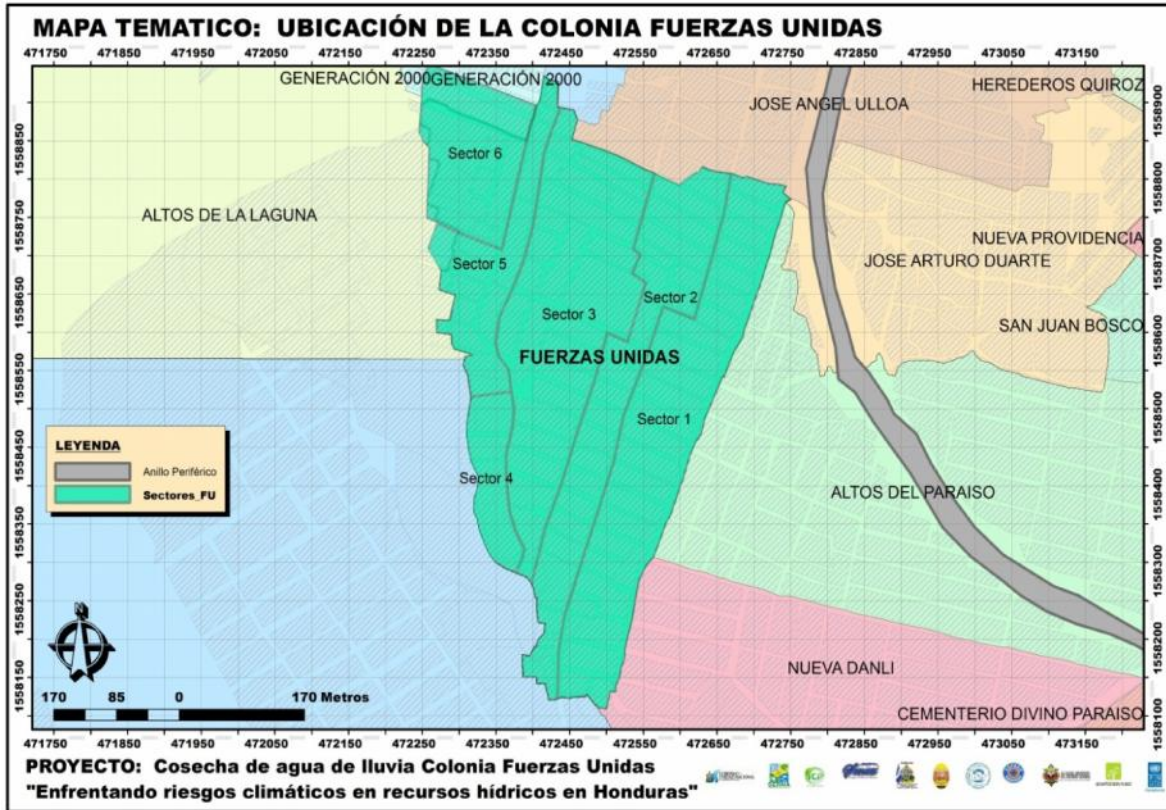 MAPA TEMATICO: UBICACIÓN DE LA COLONIA FUERZAS UNIDAS
471750 471850 471950 472050 472150 472250 472350 472450 472550 472650 472750 472850 472950 473050 473150
GENERACIÓN 2000 GENERACIÓN 2000
HEREDEROS QUIROZ
JOSE ANGEL ULLOA
1558850
1558900
Sector 6
1558800
ALTOS DE LA LAGUNA
1558750
NUEVA PROVIDENCIA
JOSE ARTURO DUARTE
1558700
Sector 5
Sector 2
1558650
Sector 3
SAN JUAN BOSCO
1558600
FUERZAS UNIDAS
1558550
Sector 1
1558500
LEYENDA
Anillo Periférico
Sectores_FU
1558450
Sector 4
ALTOS DEL PARAISO
1558400
1558350
1558300
1558250
N
1558200
NUEVA DANLI
1558150
170 85 0 170 Metros
CEMENTERIO DIVINO PARAISO
1558100
471750 471850 471950 472050 472150 472250 472350 472450 472550 472650 472750 472850 472950 473050 473150
PROYECTO: Cosecha de agua de lluvia Colonia Fuerzas Unidas
"Enfrentando riesgos climáticos en recursos hídricos en Honduras"